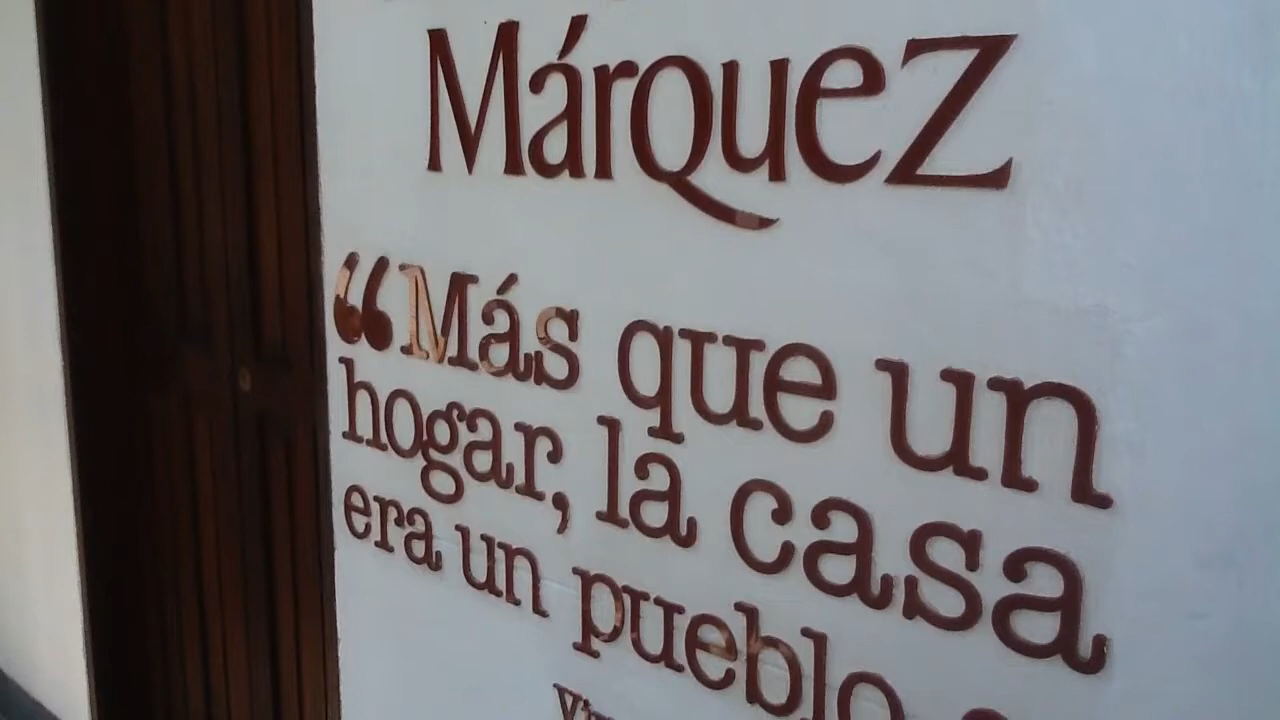 Márquez
“Más que un
hogar, la casa
era un pueblo